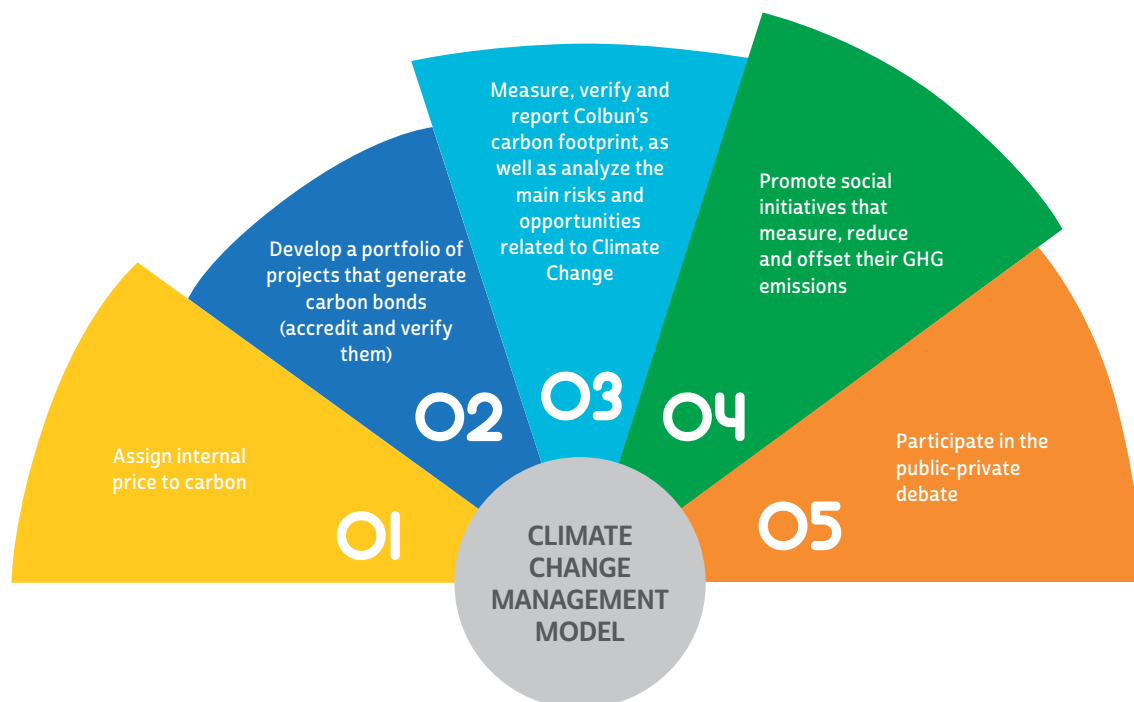 Assign internal
price to carbon
01
Develop a portfolio of
projects that generate
carbon bonds
(accredit and verify
them)
02
Measure, verify and
report Colbun's
carbon footprint, as
well as analyze the
main risks and
opportunities
related to Climate
Change
03
Promote social
initiatives that
measure, reduce
and offset their GHG
emissions
04
Participate in the
public-private
debate
05
CLIMATE
CHANGE
MANAGEMENT
MODEL